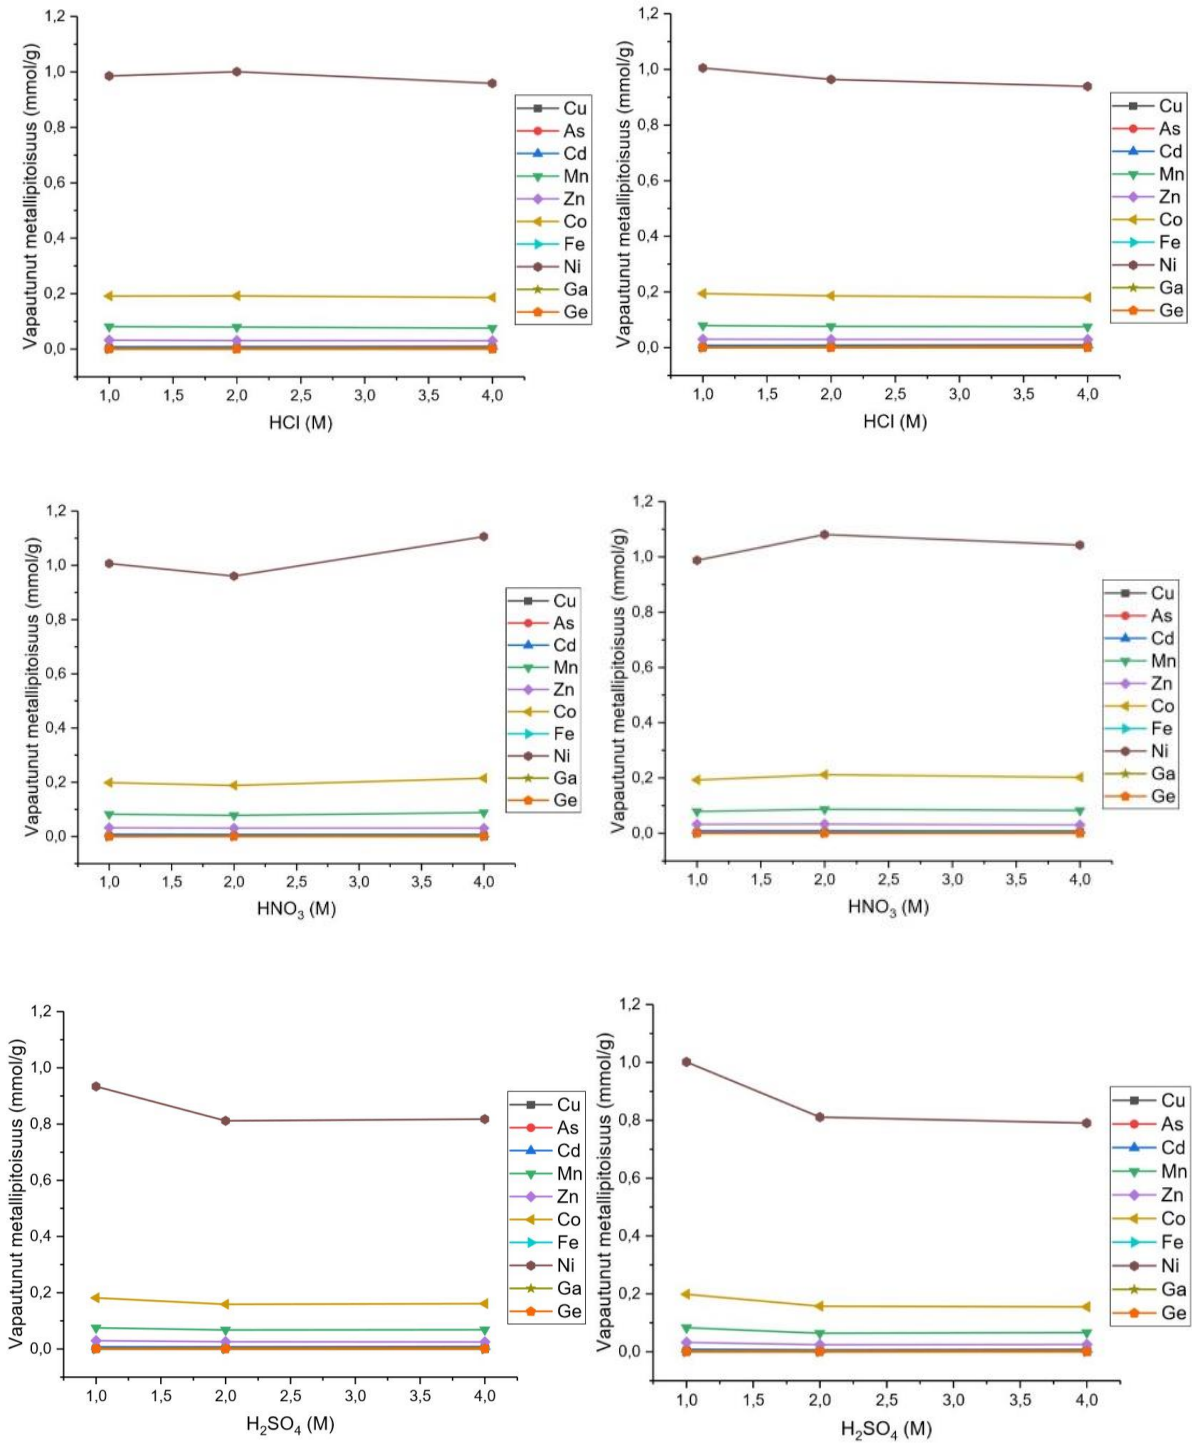 Vapautunut metallipitoisuus (mmol/g)
1,2
1,0
0,8
0,6
0,4
0,2
0,0
1,0 1,5 2,0 2,5 3,0 3,5 4,0
HCl (M)
Cu
As
Cd
Mn
Zn
Co
Fe
Ni
Ga
Ge
Vapautunut metallipitoisuus (mmol/g)
1,2
1,0
0,8
0,6
0,4
0,2
0,0
1,0 1,5 2,0 2,5 3,0 3,5 4,0
HCl (M)
Cu
As
Cd
Mn
Zn
Co
Fe
Ni
Ga
Ge
Vapautunut metallipitoisuus (mmol/g)
1,2
1,0
0,8
0,6
0,4
0,2
0,0
1,0 1,5 2,0 2,5 3,0 3,5 4,0
HNO₃ (M)
Cu
As
Cd
Mn
Zn
Co
Fe
Ni
Ga
Ge
Vapautunut metallipitoisuus (mmol/g)
1,2
1,0
0,8
0,6
0,4
0,2
0,0
1,0 1,5 2,0 2,5 3,0 3,5 4,0
HNO₃ (M)
Cu
As
Cd
Mn
Zn
Co
Fe
Ni
Ga
Ge
Vapautunut metallipitoisuus (mmol/g)
1,2
1,0
0,8
0,6
0,4
0,2
0,0
1,0 1,5 2,0 2,5 3,0 3,5 4,0
H₂SO₄ (M)
Cu
As
Cd
Mn
Zn
Co
Fe
Ni
Ga
Ge
Vapautunut metallipitoisuus (mmol/g)
1,2
1,0
0,8
0,6
0,4
0,2
0,0
1,0 1,5 2,0 2,5 3,0 3,5 4,0
H₂SO₄ (M)
Cu
As
Cd
Mn
Zn
Co
Fe
Ni
Ga
Ge